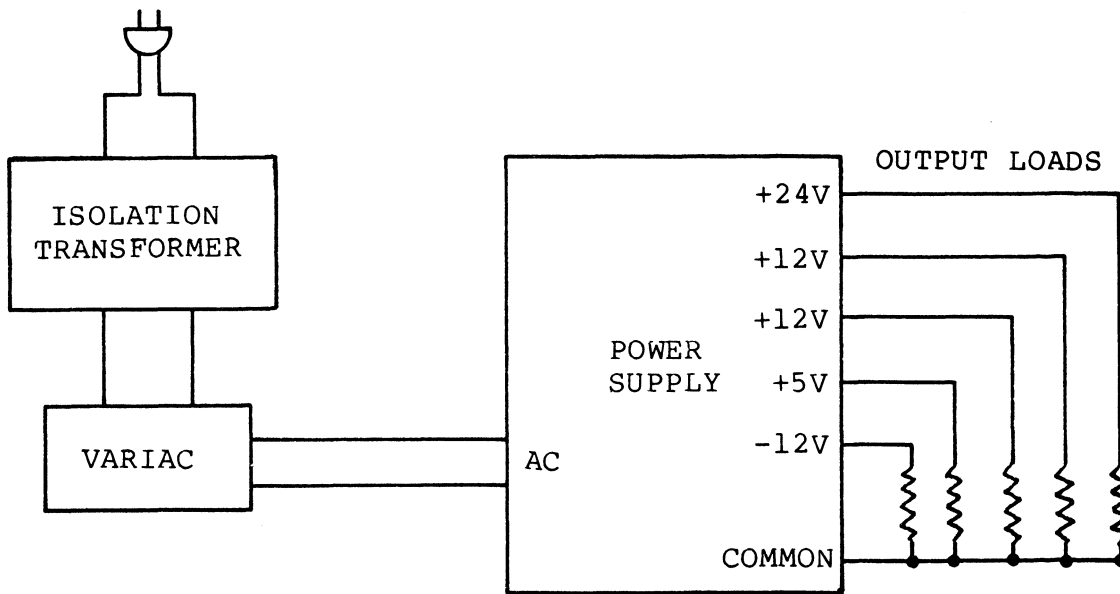 OUTPUT LOADS
ISOLATION
TRANSFORMER
VARIAC
AC
POWER
SUPPLY
+24V
+12V
+12V
+5V
-12V
COMMON